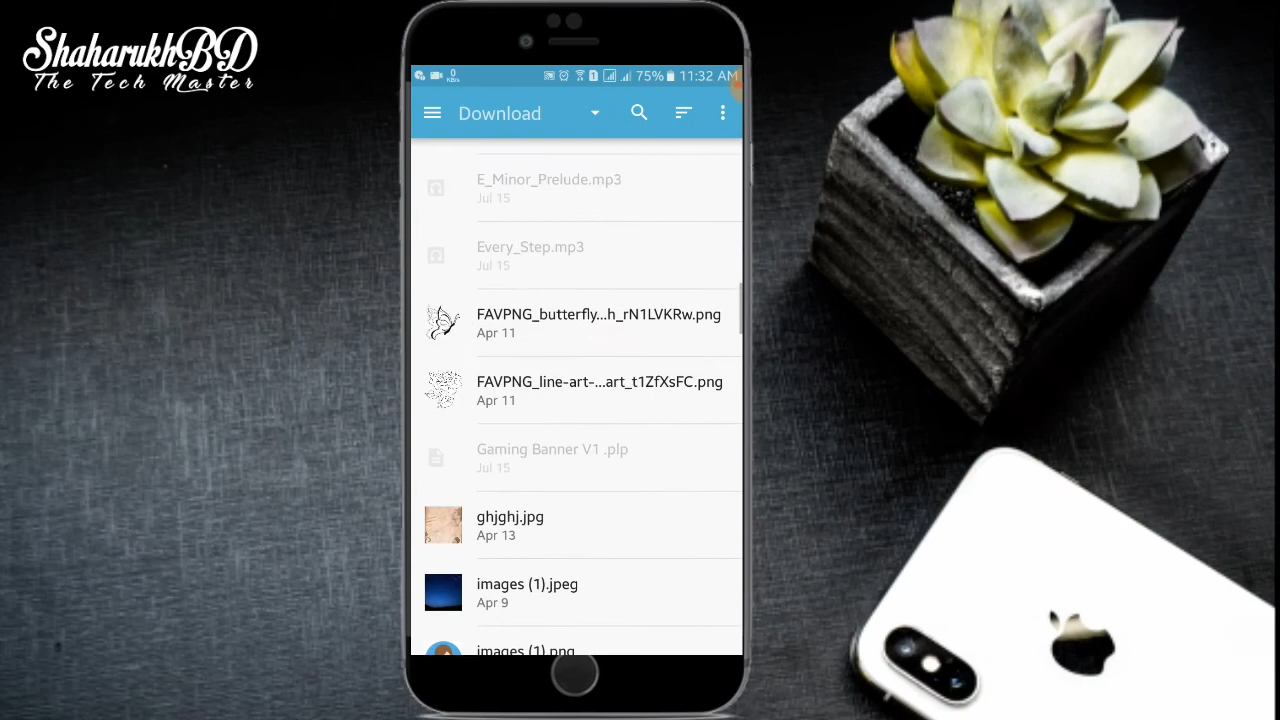 ShaharukhBD
The Tech Master
0
KB/s
75% 11:32 AM
Download
E_Minor_Prelude.mp3
Jul 15
Every_Step.mp3
Jul 15
FAVPNG_butterfly...h_rN1LVKRw.png
Apr 11
FAVPNG_line-art-...art_t1ZfXsFC.png
Apr 11
Gaming Banner V1 .plp
Jul 15
ghjghj.jpg
Apr 13
images (1).jpeg
Apr 9
images (1).png